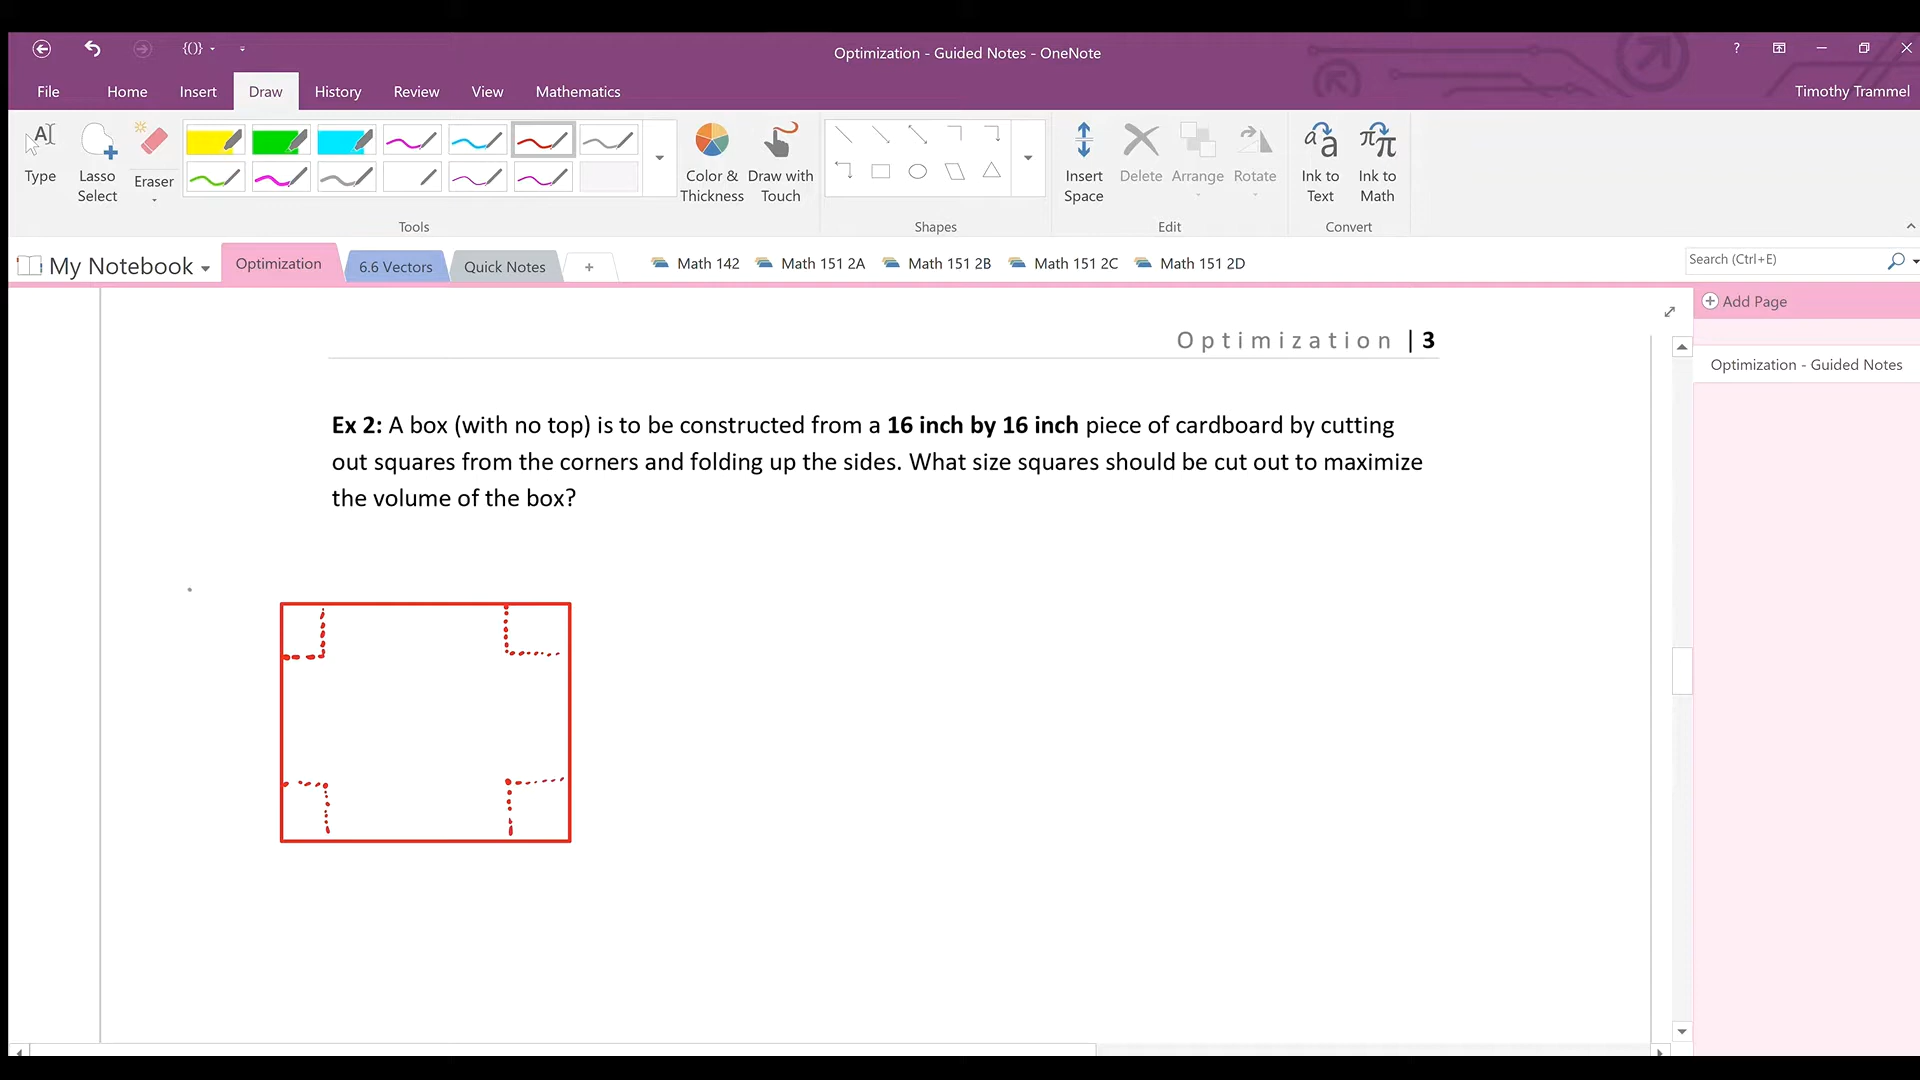 Optimization - Guided Notes - OneNote
?
File Home Insert Draw History Review View Mathematics
Timothy Trammel
Type
Lasso Select
Eraser
Color & Thickness
Draw with Touch
Insert Space
Delete
Arrange
Rotate
Ink to Text
Ink to Math
Tools
Shapes
Edit
Convert
My Notebook
Optimization
6.6 Vectors
Quick Notes
+
Math 142
Math 151 2A
Math 151 2B
Math 151 2C
Math 151 2D
Search (Ctrl+E)
Add Page
Optimization - Guided Notes
Optimization | 3
Ex 2: A box (with no top) is to be constructed from a 16 inch by 16 inch piece of cardboard by cutting
out squares from the corners and folding up the sides. What size squares should be cut out to maximize
the volume of the box?